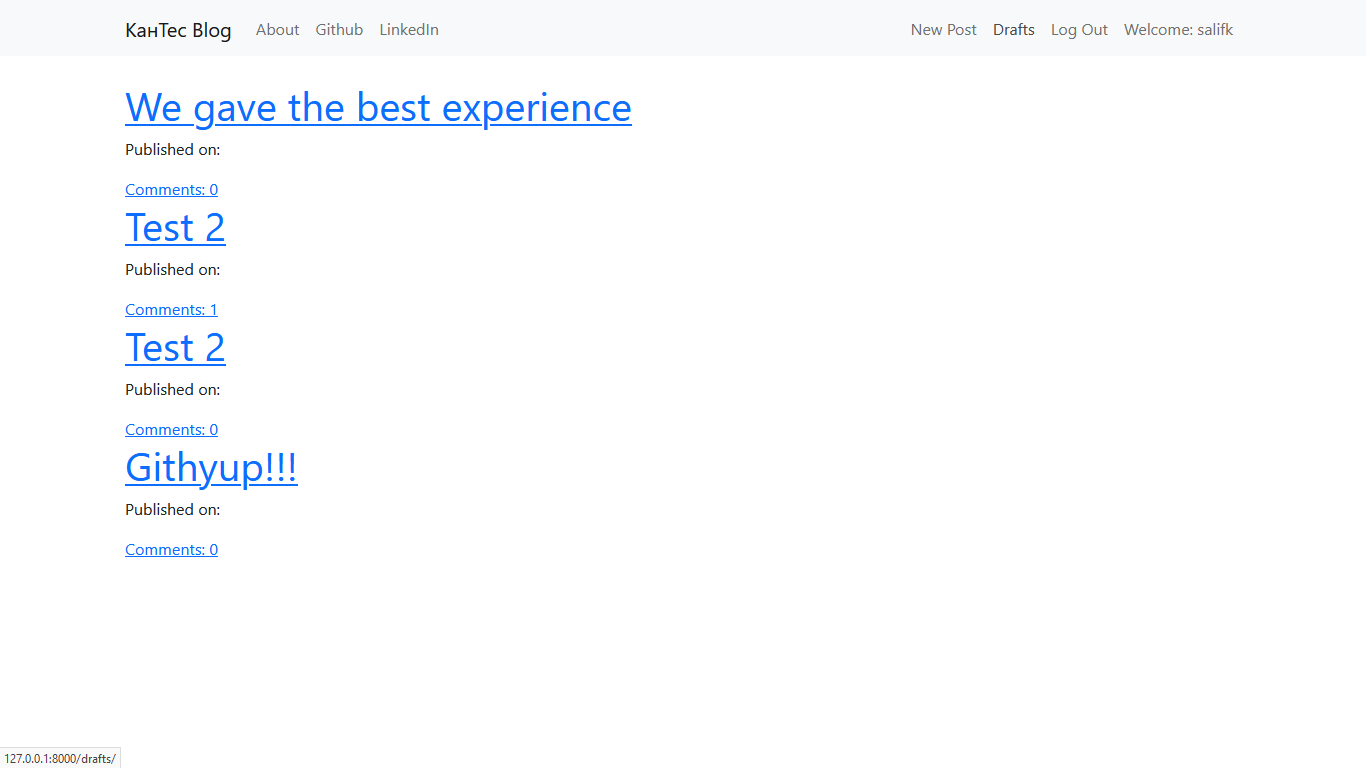 КанТес Blog About Github LinkedIn New Post Drafts Log Out Welcome: salifk
We gave the best experience
Published on:
Comments: 0
Test 2
Published on:
Comments: 1
Test 2
Published on:
Comments: 0
Githyup!!!
Published on:
Comments: 0
127.0.0.1:8000/drafts/